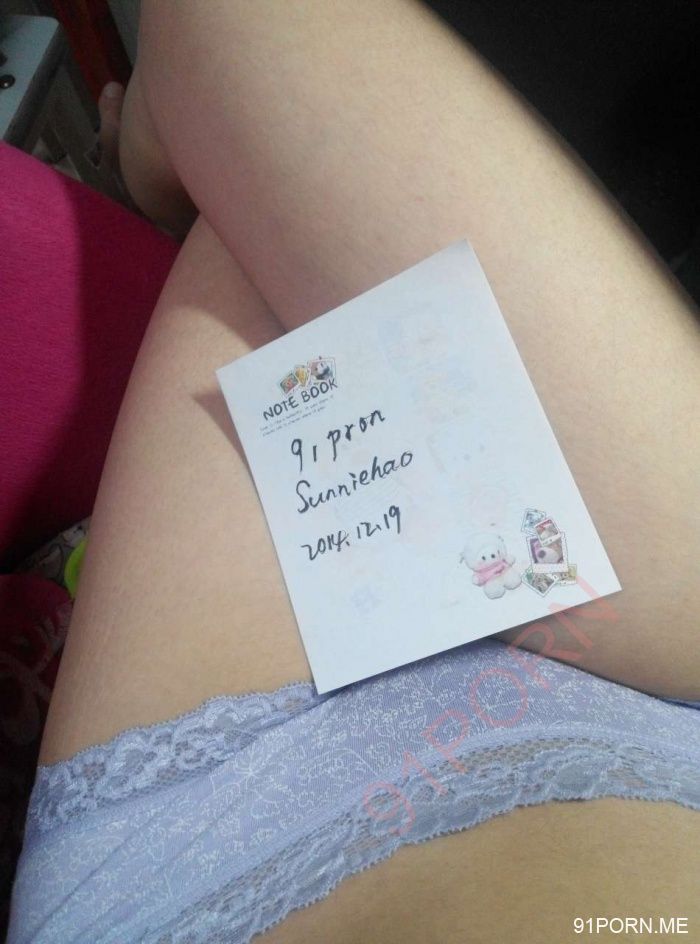 NOTE BOOK
91pron
Sunniehao
2014.12.19
91PORN
91PORN.ME